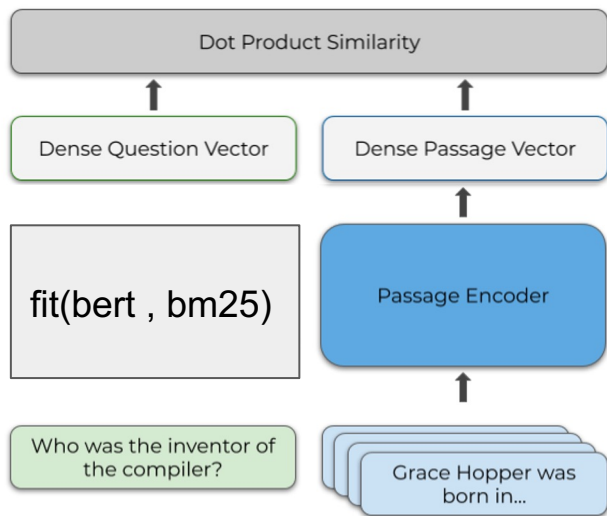 Dot Product Similarity
Dense Question Vector
Dense Passage Vector
fit(bert , bm25)
Passage Encoder
Who was the inventor of
the compiler?
Grace Hopper was
born in...